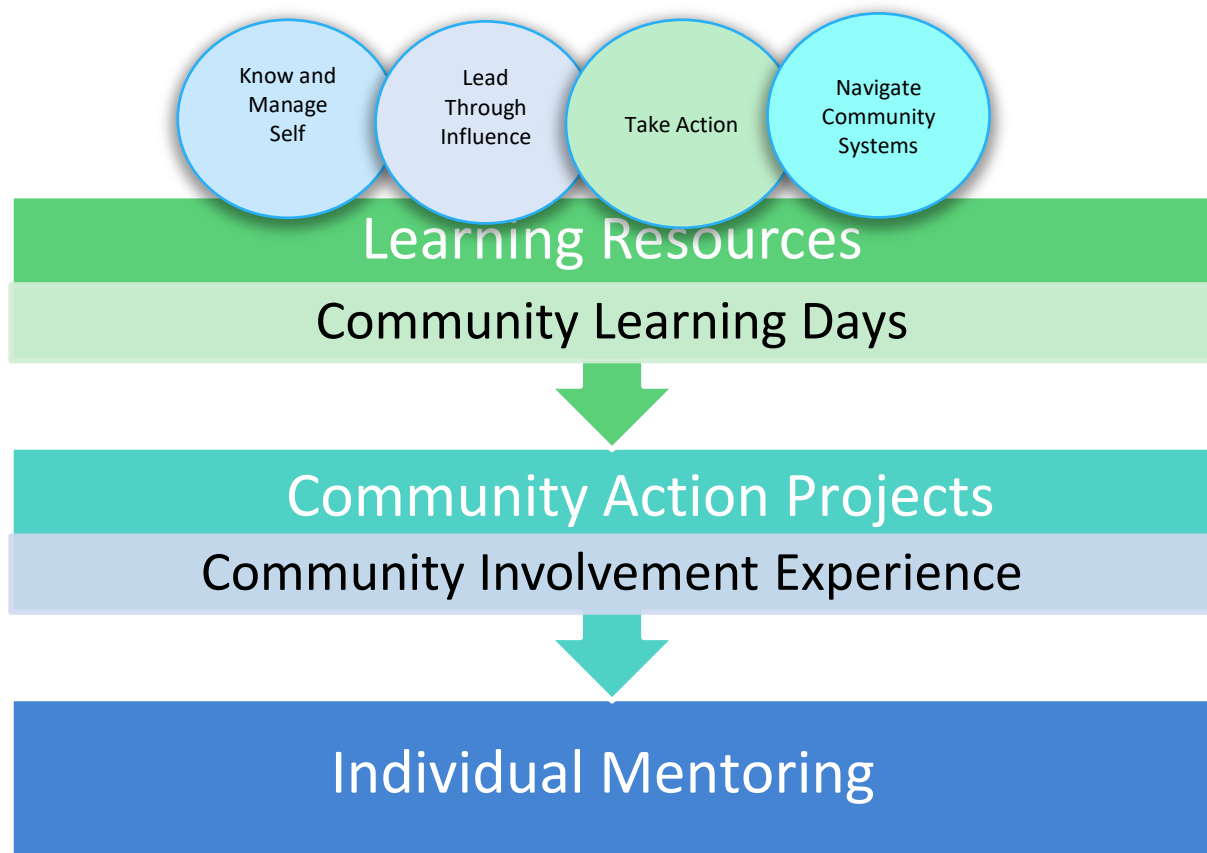 Know and
Manage
Self
Lead
Through
Influence
Take Action
Navigate
Community
Systems
Learning Resources
Community Learning Days
Community Action Projects
Community Involvement Experience
Individual Mentoring